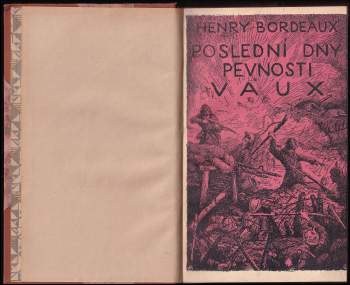 HENRY BORDEAUX
POSLEDNÍ DNY
PEVNOSTI
VAUX